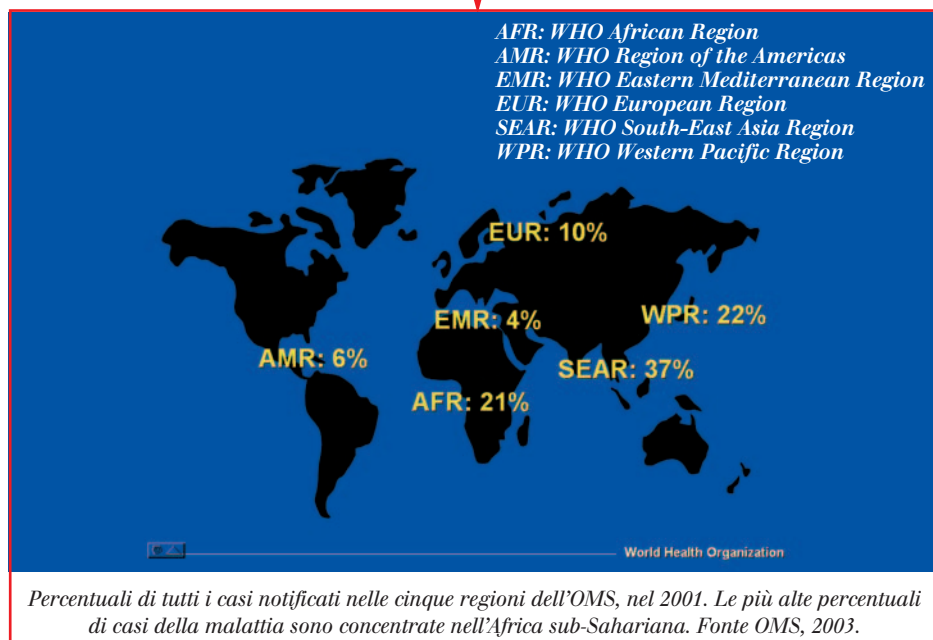 AFR: WHO African Region
AMR: WHO Region of the Americas
EMR: WHO Eastern Mediterranean Region
EUR: WHO European Region
SEAR: WHO South-East Asia Region
WPR: WHO Western Pacific Region
EUR: 10%
EMR: 4%
WPR: 22%
AMR: 6%
SEAR: 37%
AFR: 21%
World Health Organization
Percentuali di tutti i casi notificati nelle cinque regioni dell'OMS, nel 2001. Le più alte percentuali
di casi della malattia sono concentrate nell'Africa sub-Sahariana. Fonte OMS, 2003.